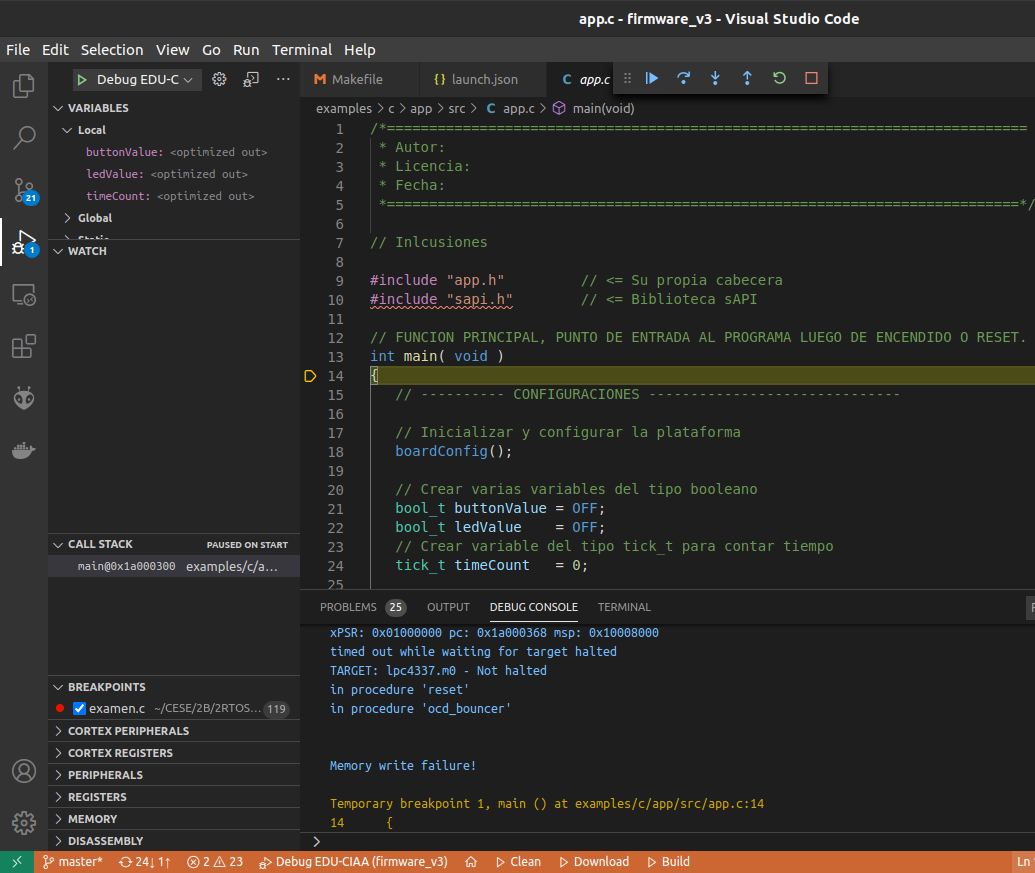 app.c - firmware_v3 - Visual Studio Code
File Edit Selection View Go Run Terminal Help
Debug EDU-C
Makefile
launch.json
app.c
examples > c > app > src > C app.c > main(void)
VARIABLES
Local
buttonValue: <optimized out>
ledValue: <optimized out>
timeCount: <optimized out>
Global
WATCH
CALL STACK PAUSED ON START
main@0x1a000300 examples/c/a...
BREAKPOINTS
examen.c ~/CESE/2B/2RTOS... 119
CORTEX PERIPHERALS
CORTEX REGISTERS
PERIPHERALS
REGISTERS
MEMORY
DISASSEMBLY
21
1
1 /*============================================================================
2 * Autor:
3 * Licencia:
4 * Fecha:
5 *===========================================================================*/
6
7 // Inlcusiones
8
9 #include "app.h" // <= Su propia cabecera
10 #include "sapi.h" // <= Biblioteca sAPI
11
12 // FUNCION PRINCIPAL, PUNTO DE ENTRADA AL PROGRAMA LUEGO DE ENCENDIDO O RESET.
13 int main( void )
14 {
15 // ---------- CONFIGURACIONES ------------------------------
16
17 // Inicializar y configurar la plataforma
18 boardConfig();
19
20 // Crear varias variables del tipo booleano
21 bool_t buttonValue = OFF;
22 bool_t ledValue = OFF;
23 // Crear variable del tipo tick_t para contar tiempo
24 tick_t timeCount = 0;
25
PROBLEMS 25 OUTPUT DEBUG CONSOLE TERMINAL
xPSR: 0x01000000 pc: 0x1a000368 msp: 0x10008000
timed out while waiting for target halted
TARGET: lpc4337.m0 - Not halted
in procedure 'reset'
in procedure 'ocd_bouncer'
Memory write failure!
Temporary breakpoint 1, main () at examples/c/app/src/app.c:14
14 {
master* 24↓ 1↑ 2 23 Debug EDU-CIAA (firmware_v3) Clean Download Build Ln